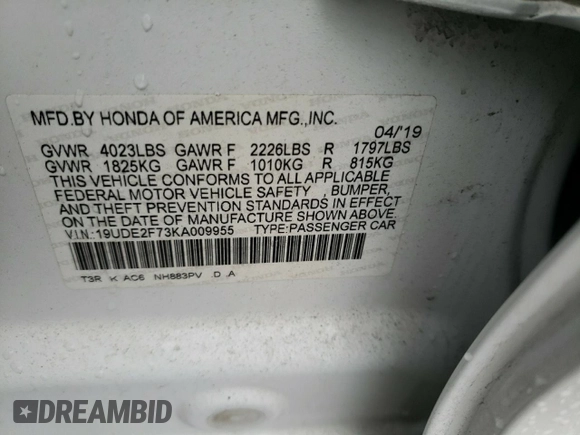 MFD.BY HONDA OF AMERICA MFG.,INC.
04/'19
GVWR 4023LBS GAWR F 2226LBS R 1797LBS
GVWR 1825KG GAWR F 1010KG R 815KG
THIS VEHICLE CONFORMS TO ALL APPLICABLE
FEDERAL MOTOR VEHICLE SAFETY , BUMPER,
AND THEFT PREVENTION STANDARDS IN EFFECT
ON THE DATE OF MANUFACTURE SHOWN ABOVE.
V.I.N:19UDE2F73KA009955 TYPE:PASSENGER CAR
T3R K AC6 NH883PV .D .A
DREAMBID